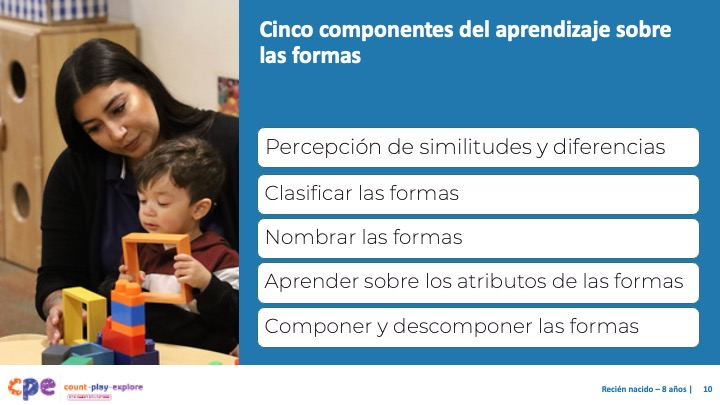 Cinco componentes del aprendizaje sobre
las formas
Percepción de similitudes y diferencias
Clasificar las formas
Nombrar las formas
Aprender sobre los atributos de las formas
Componer y descomponer las formas
cpe count·play·explore
Recién nacido – 8 años | 10